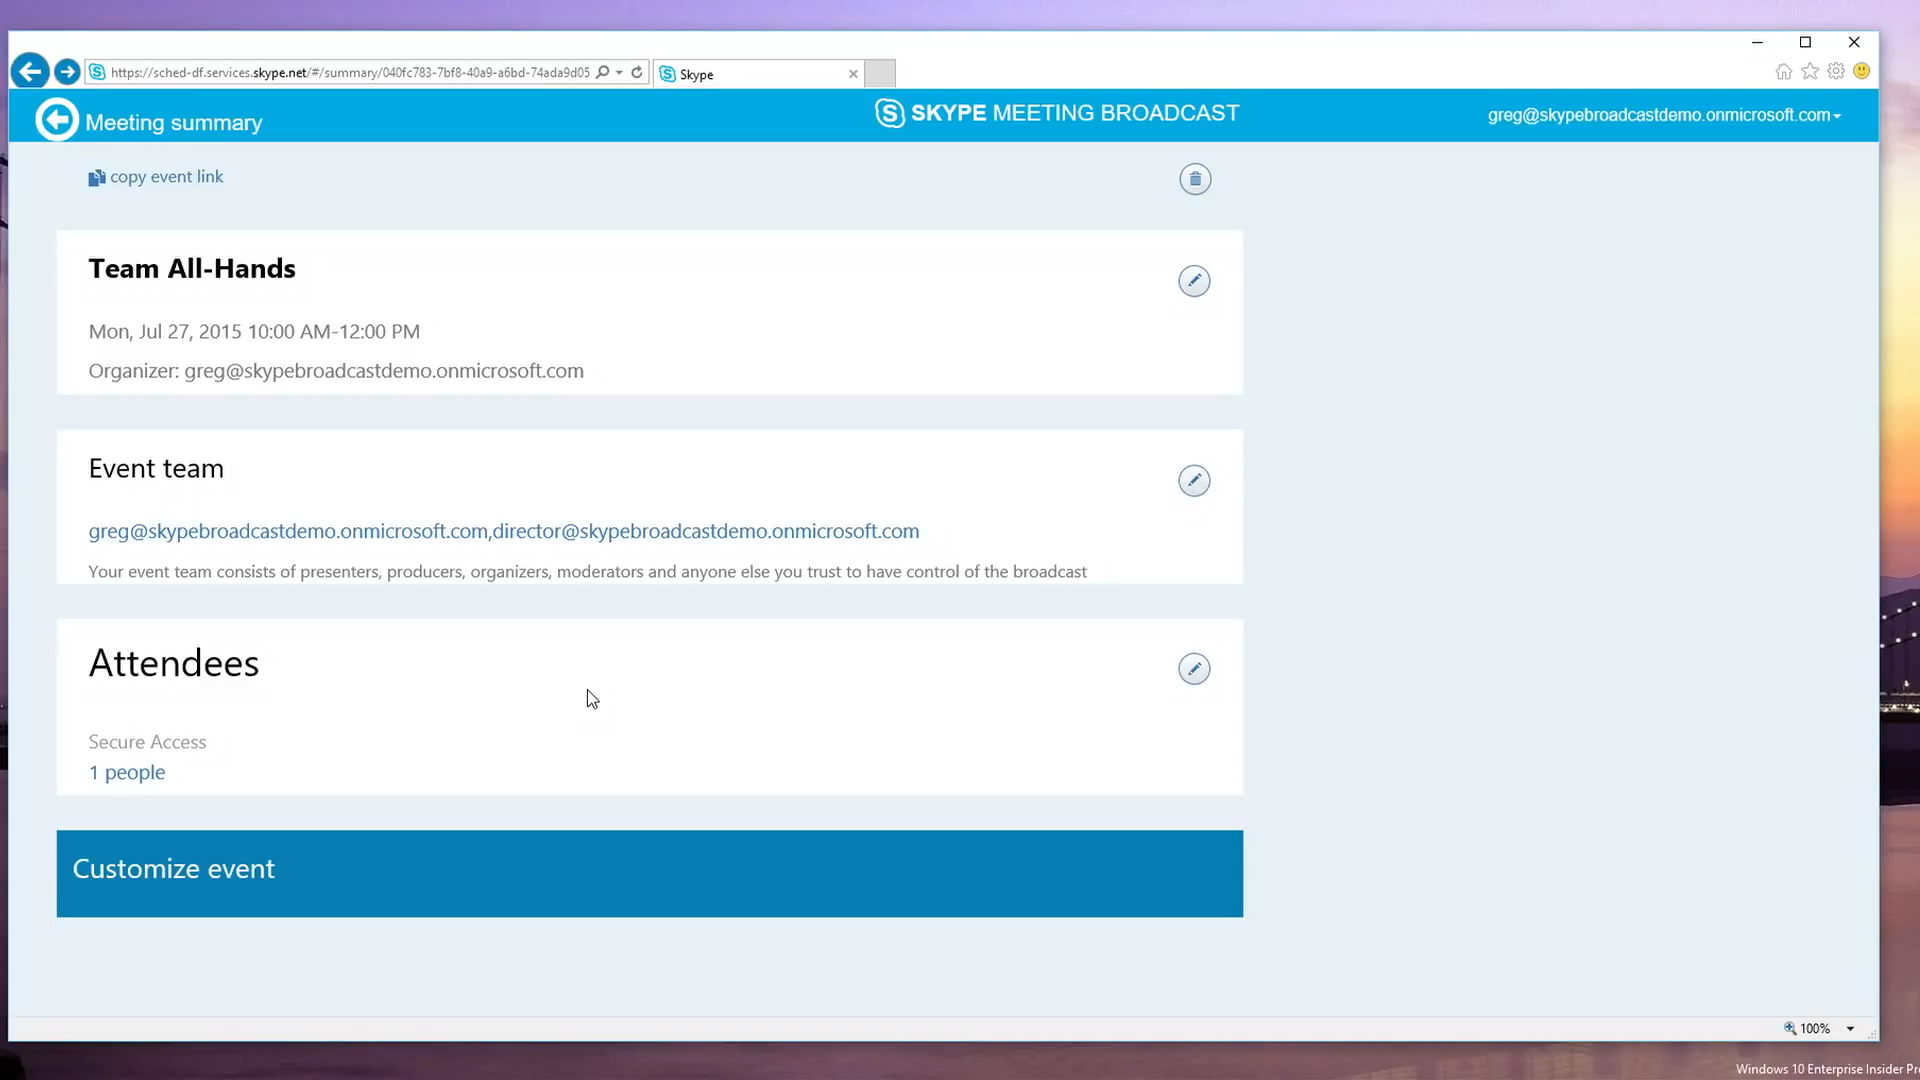 https://sched-df.services.skype.net/#/summary/040fc783-7bf8-40a9-a6bd-74ada9d05
Skype
Meeting summary
SKYPE MEETING BROADCAST
greg@skypebroadcastdemo.onmicrosoft.com
copy event link
Team All-Hands
Mon, Jul 27, 2015 10:00 AM-12:00 PM
Organizer: greg@skypebroadcastdemo.onmicrosoft.com
Event team
greg@skypebroadcastdemo.onmicrosoft.com,director@skypebroadcastdemo.onmicrosoft.com
Your event team consists of presenters, producers, organizers, moderators and anyone else you trust to have control of the broadcast
Attendees
Secure Access
1 people
Customize event
100%
Windows 10 Enterprise Insider Pr